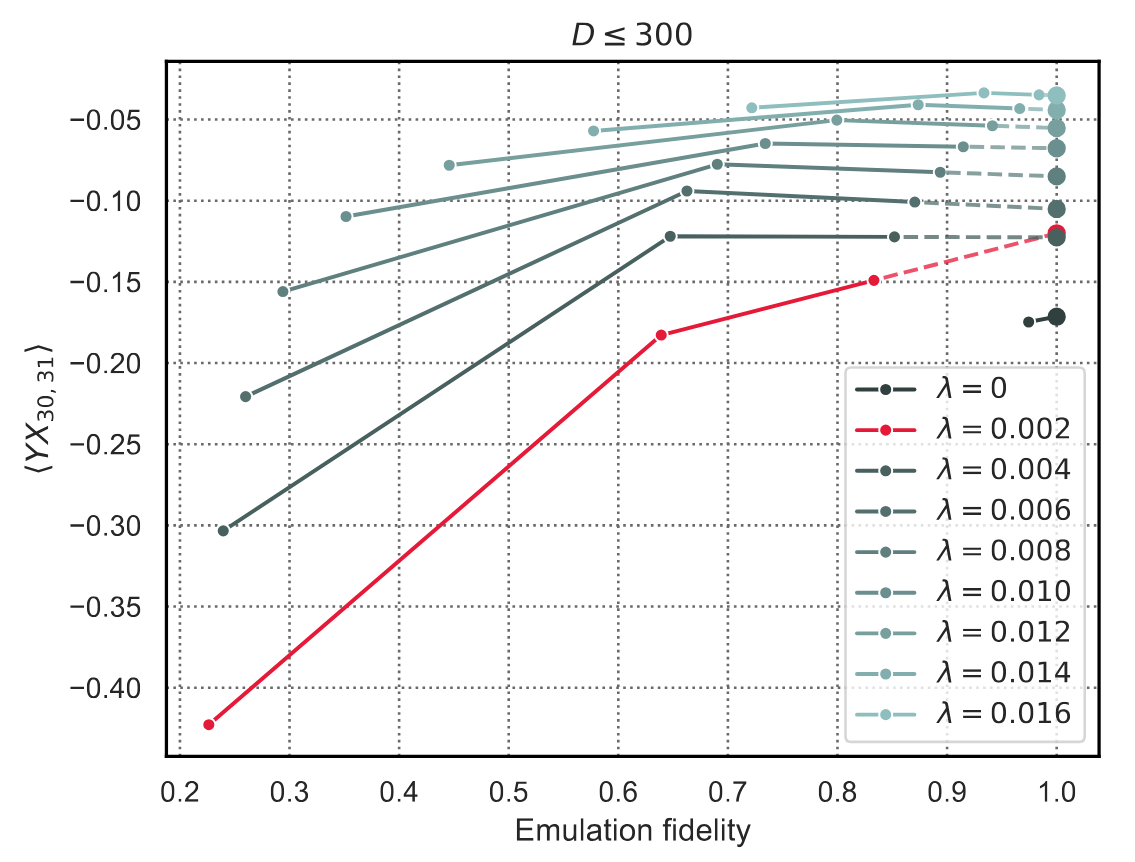 D ≤ 300
⟨YX30, 31⟩
−0.05
−0.10
−0.15
−0.20
−0.25
−0.30
−0.35
−0.40
λ = 0
λ = 0.002
λ = 0.004
λ = 0.006
λ = 0.008
λ = 0.010
λ = 0.012
λ = 0.014
λ = 0.016
0.2 0.3 0.4 0.5 0.6 0.7 0.8 0.9 1.0
Emulation fidelity